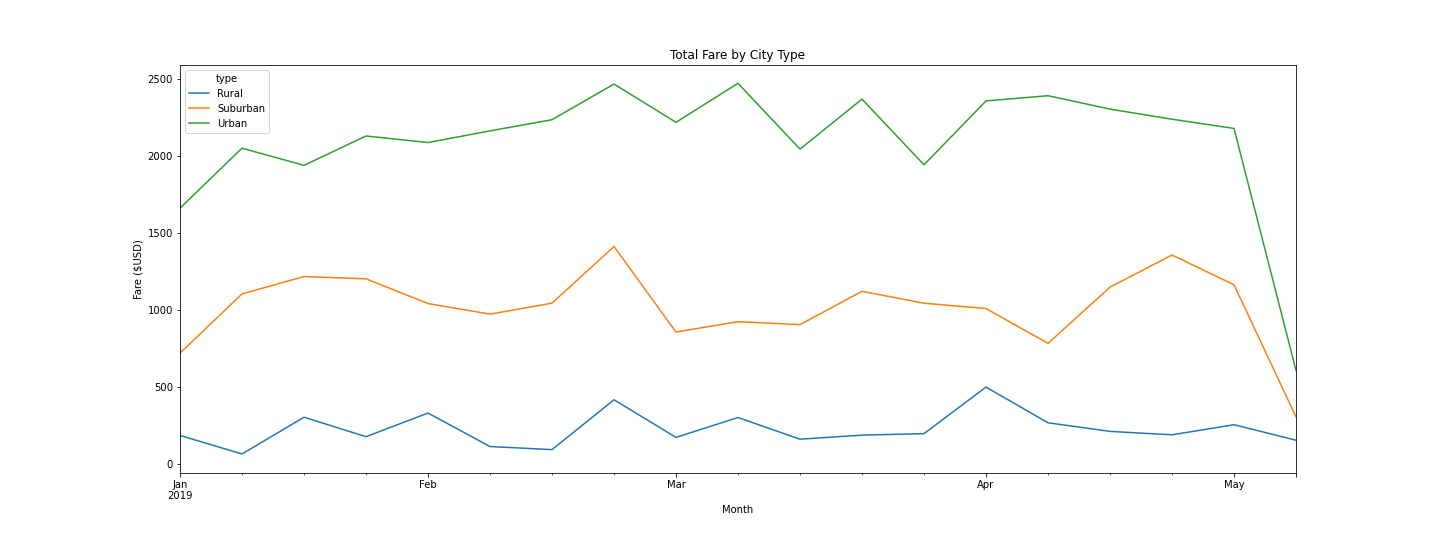 Total Fare by City Type
type
Rural
Suburban
Urban
2500
2000
1500
1000
500
0
Fare ($USD)
Jan
2019
Feb
Mar
Apr
May
Month